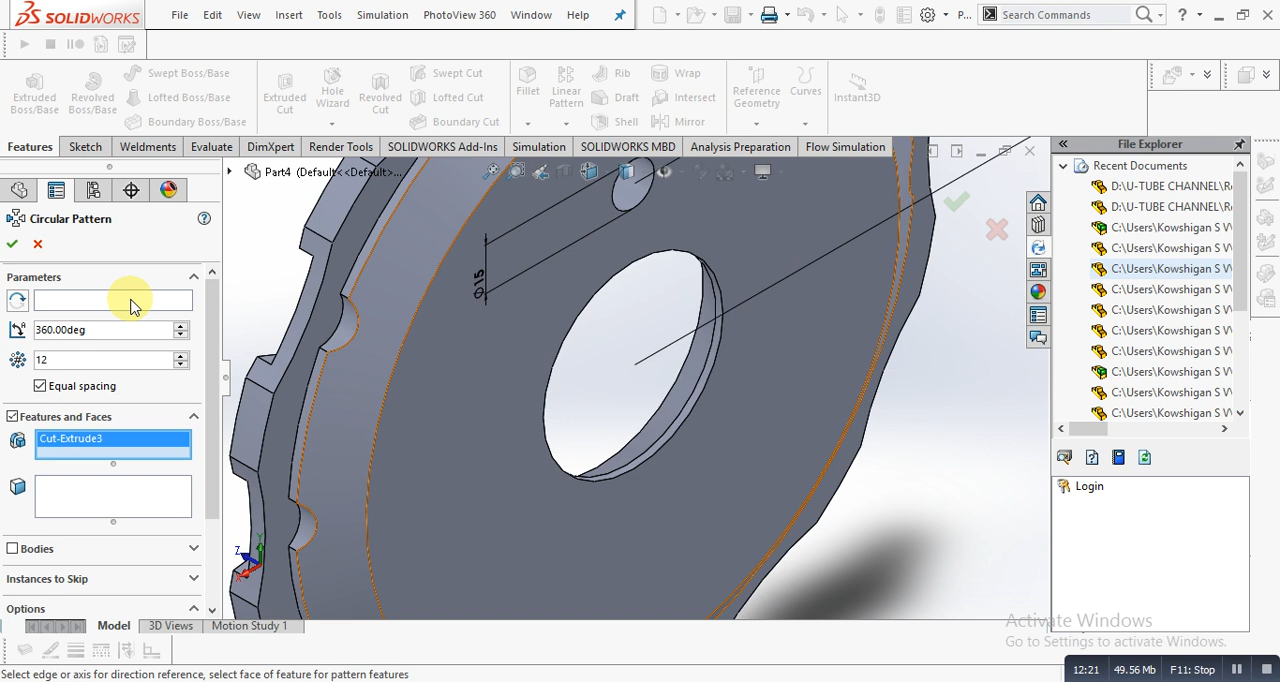 SOLIDWORKS
File Edit View Insert Tools Simulation PhotoView 360 Window Help
P...
Search Commands
Extruded Boss/Base
Revolved Boss/Base
Swept Boss/Base
Lofted Boss/Base
Boundary Boss/Base
Extruded Cut
Hole Wizard
Revolved Cut
Swept Cut
Lofted Cut
Boundary Cut
Fillet
Linear Pattern
Rib
Draft
Shell
Wrap
Intersect
Mirror
Reference Geometry
Curves
Instant3D
Features Sketch Weldments Evaluate DimXpert Render Tools SOLIDWORKS Add-Ins Simulation SOLIDWORKS MBD Analysis Preparation Flow Simulation
Part4 (Default<<Default>...
Circular Pattern
Parameters
360.00deg
12
Equal spacing
Features and Faces
Cut-Extrude3
Bodies
Instances to Skip
Options
Φ15
Y
Z
X
File Explorer
Recent Documents
D:\U-TUBE CHANNEL\R
D:\U-TUBE CHANNEL\R
C:\Users\Kowshigan S V
C:\Users\Kowshigan S V
C:\Users\Kowshigan S V
C:\Users\Kowshigan S V
C:\Users\Kowshigan S V
C:\Users\Kowshigan S V
C:\Users\Kowshigan S V
C:\Users\Kowshigan S V
C:\Users\Kowshigan S V
C:\Users\Kowshigan S V
Login
Model 3D Views Motion Study 1
Activate Windows
Go to Settings to activate Windows.
Select edge or axis for direction reference, select face of feature for pattern features
12:21 49.56 Mb F11: Stop